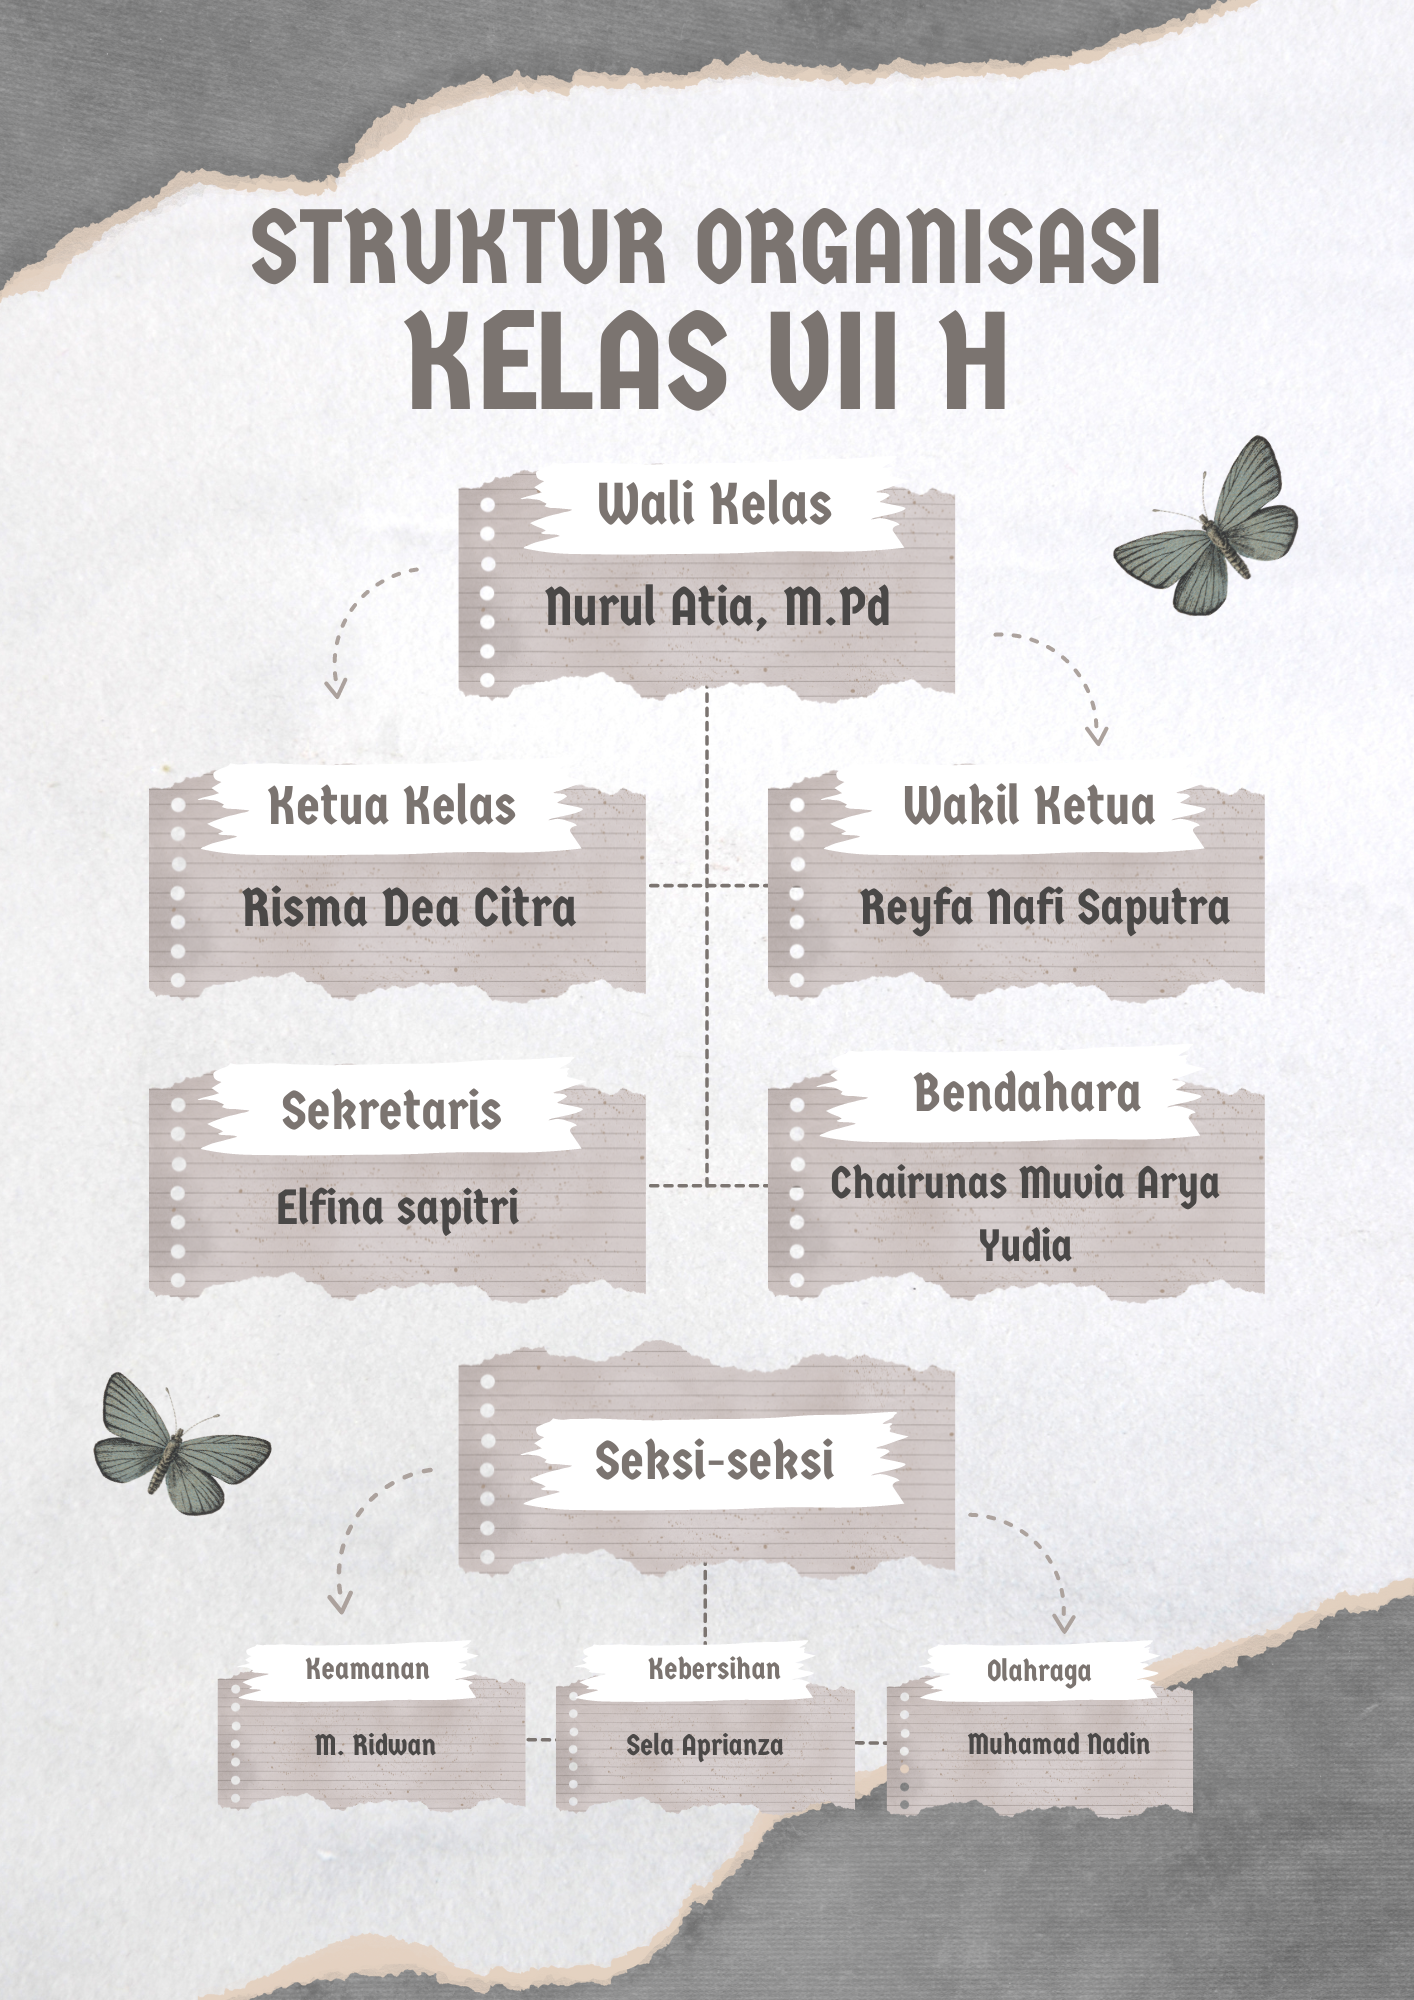 STRUKTUR ORGANISASI
KELAS VII H
Wali Kelas
Nurul Atia, M.Pd
Ketua Kelas
Risma Dea Citra
Wakil Ketua
Reyfa Nafi Saputra
Sekretaris
Elfina sapitri
Bendahara
Chairunas Muvia Arya
Yudia
Seksi-seksi
Keamanan
M. Ridwan
Kebersihan
Sela Aprianza
Olahraga
Muhamad Nadin